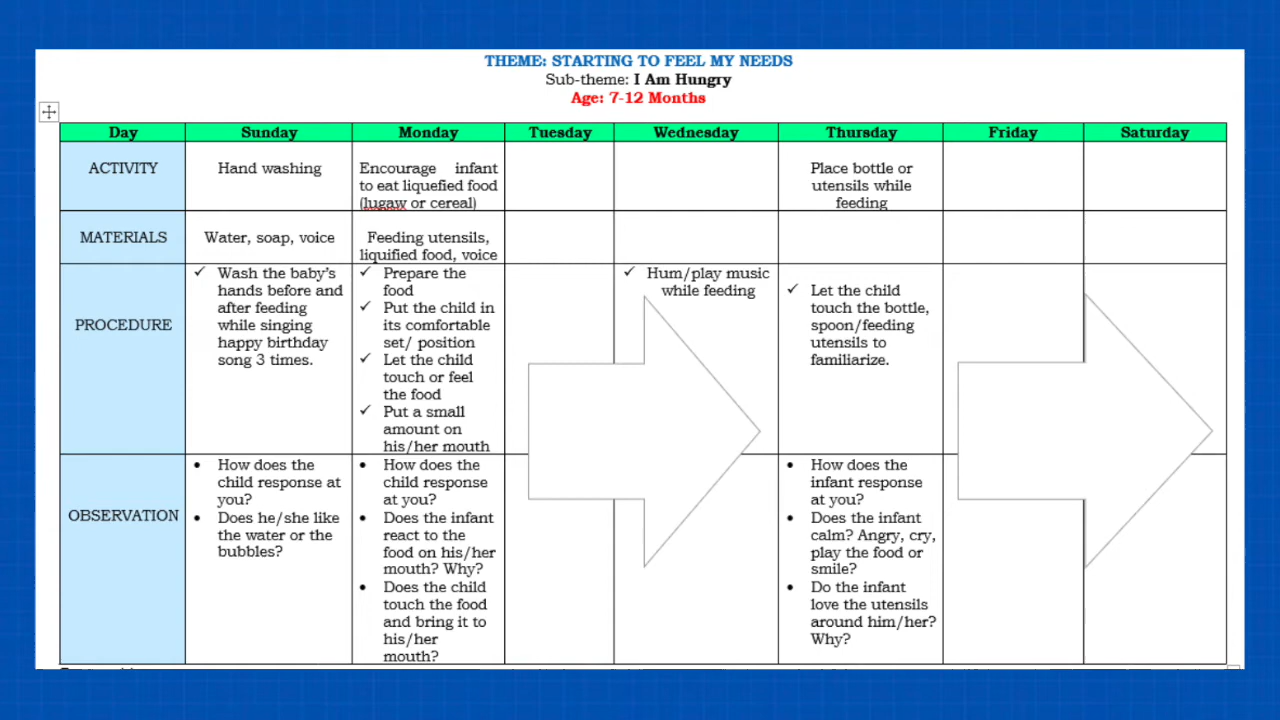 THEME: STARTING TO FEEL MY NEEDS
Sub-theme: I Am Hungry
Age: 7-12 Months
Day Sunday Monday Tuesday Wednesday Thursday Friday Saturday
ACTIVITY
Hand washing
Encourage infant
to eat liquefied food
(lugaw or cereal)
Place bottle or
utensils while
feeding
MATERIALS
Water, soap, voice
Feeding utensils,
liquified food, voice
PROCEDURE
✓ Wash the baby's
hands before and
after feeding
while singing
happy birthday
song 3 times.
✓ Prepare the
food
✓ Put the child in
its comfortable
set/ position
✓ Let the child
touch or feel
the food
✓ Put a small
amount on
his/her mouth
✓ Hum/play music
while feeding
✓ Let the child
touch the bottle,
spoon/feeding
utensils to
familiarize.
OBSERVATION
• How does the
child response at
you?
• Does he/she like
the water or the
bubbles?
• How does the
child response
at you?
• Does the infant
react to the
food on his/her
mouth? Why?
• Does the child
touch the food
and bring it to
his/her
mouth?
• How does the
infant response
at you?
• Does the infant
calm? Angry, cry,
play the food or
smile?
• Do the infant
love the utensils
around him/her?
Why?